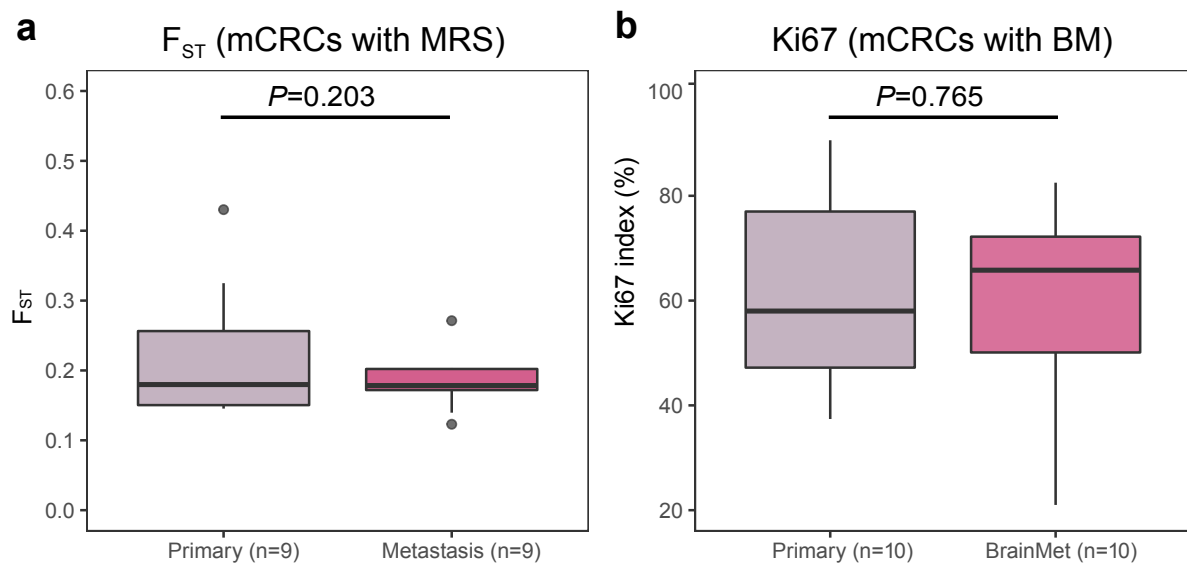 a
F_ST (mCRCs with MRS)
P=0.203
F_ST
0.6
0.5
0.4
0.3
0.2
0.1
0.0
Primary (n=9)
Metastasis (n=9)
b
Ki67 (mCRCs with BM)
P=0.765
Ki67 index (%)
100
80
60
40
20
Primary (n=10)
BrainMet (n=10)